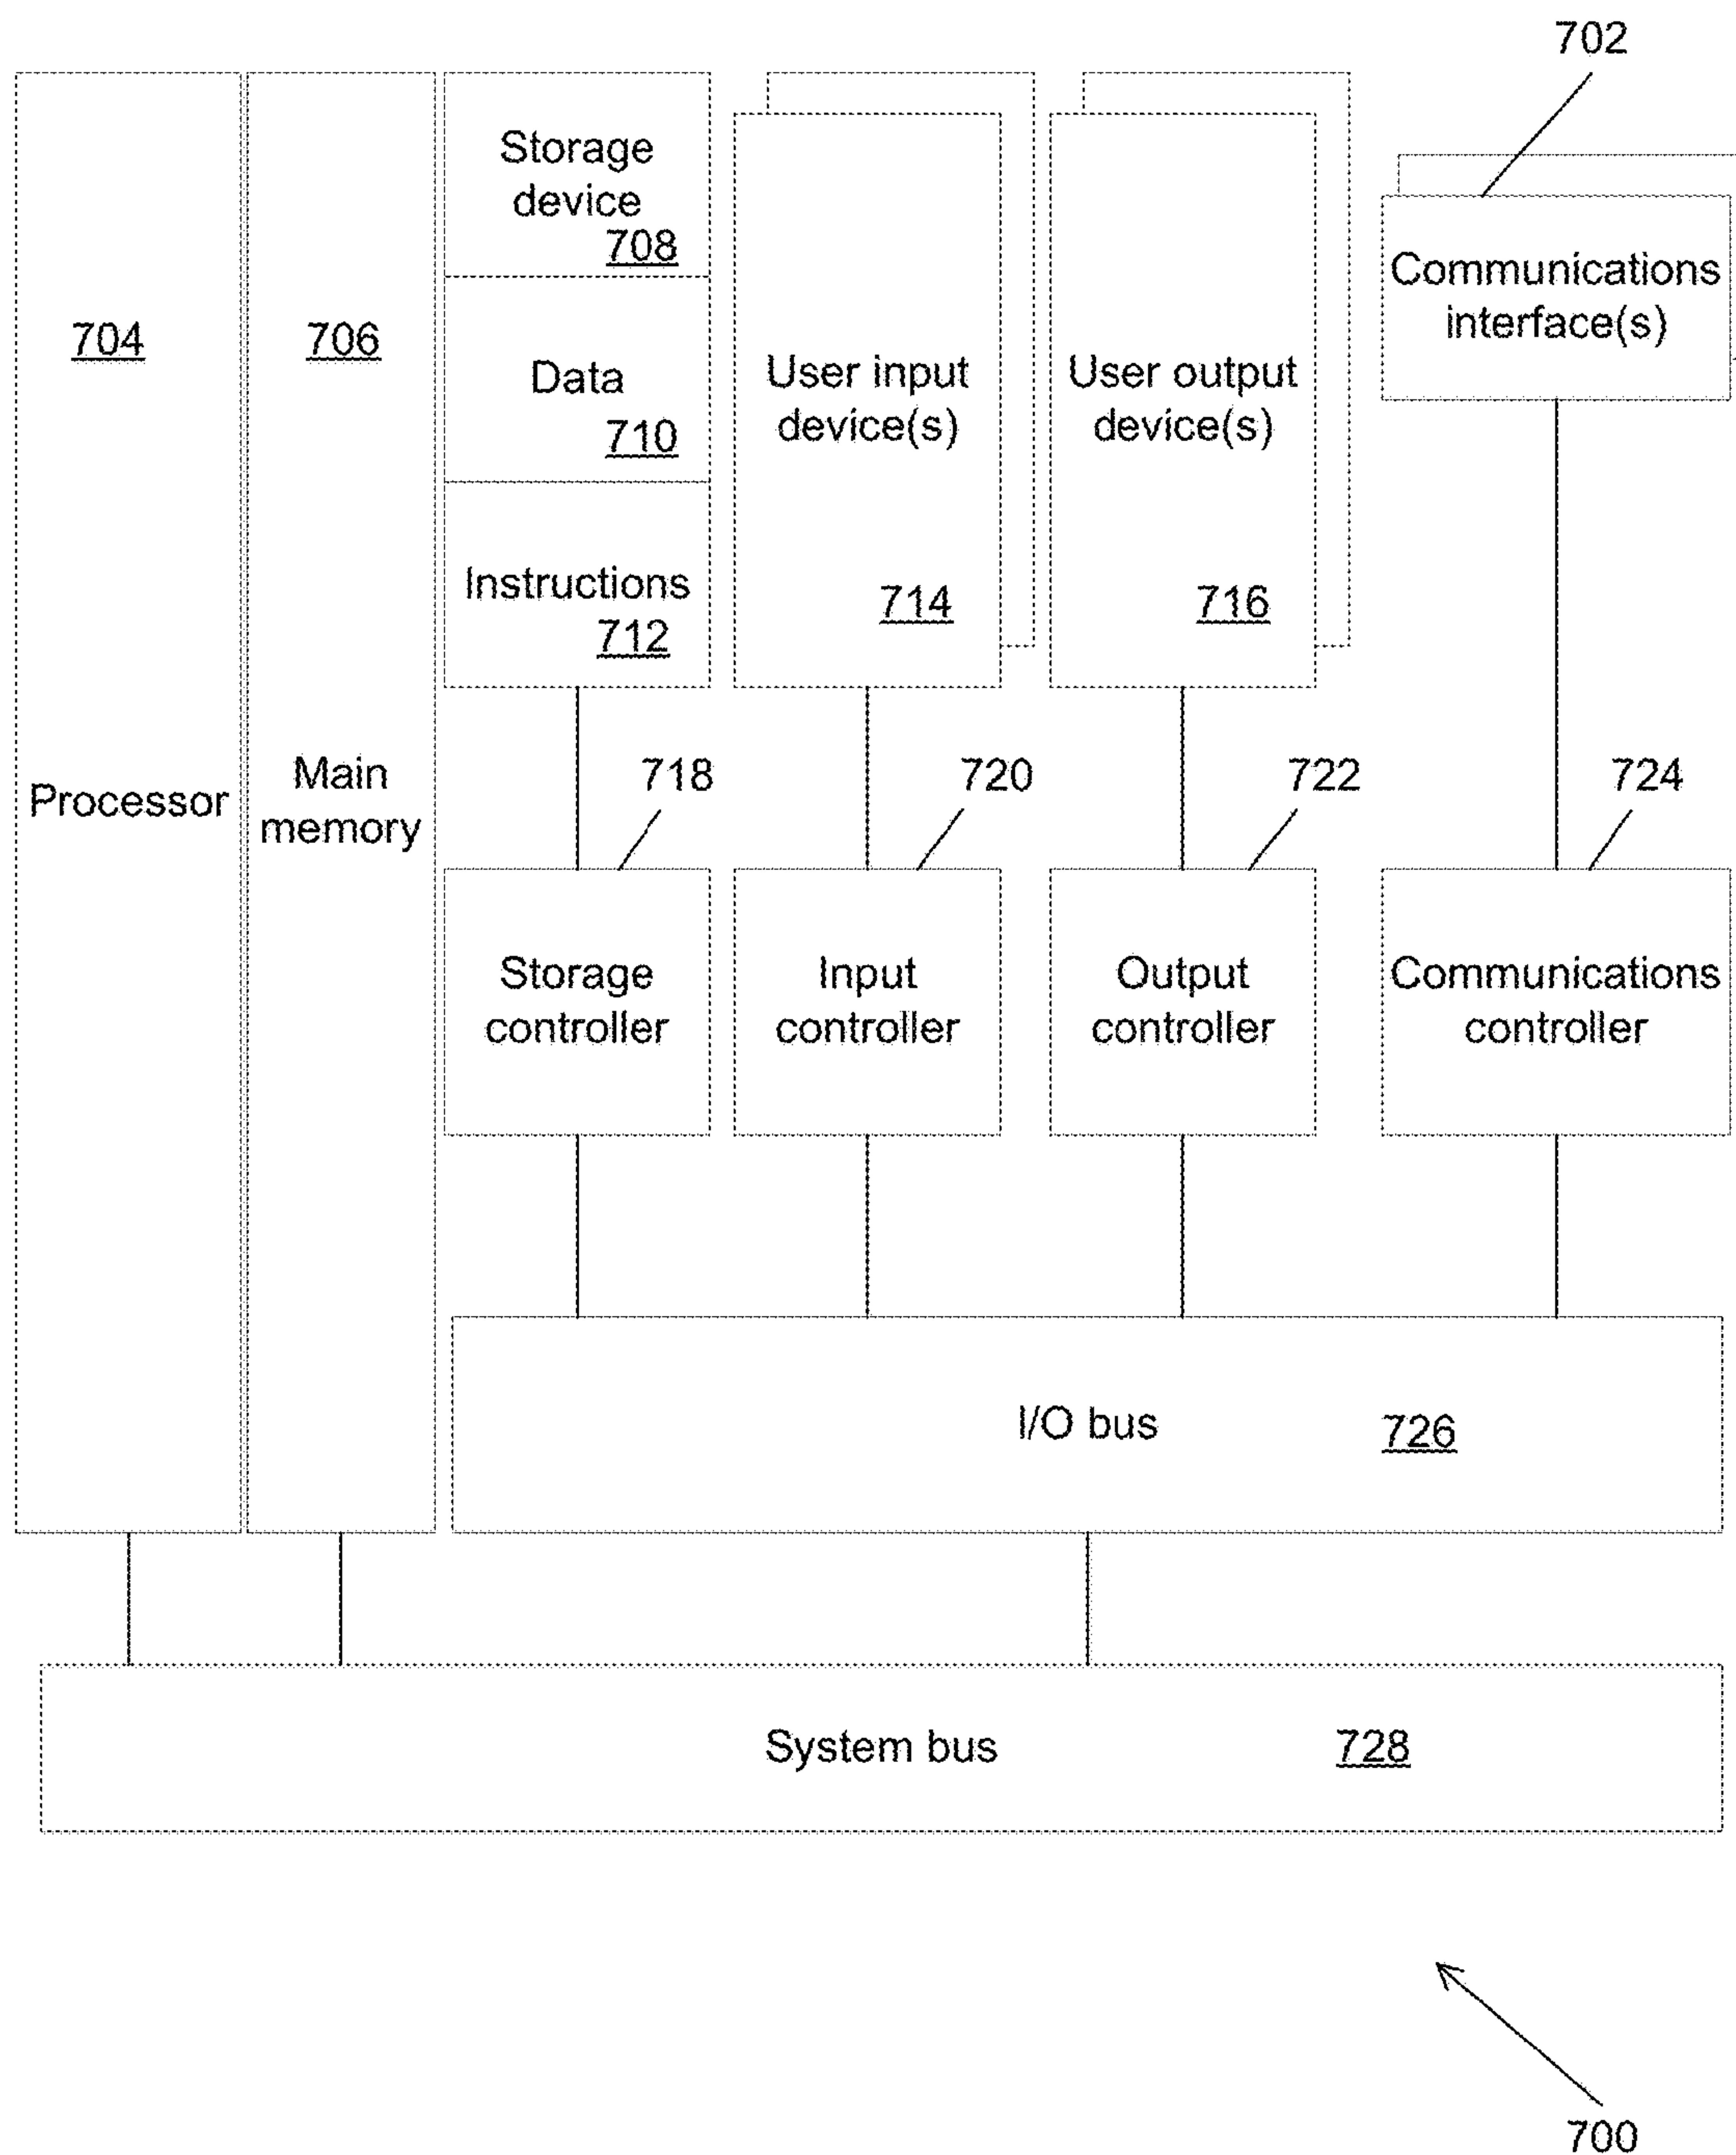 702
Storage
device
708
704
706
Data
710
User input
device(s)
714
User output
device(s)
716
Communications
interface(s)
Instructions
712
Processor
Main
memory
718
720
722
724
Storage
controller
Input
controller
Output
controller
Communications
controller
I/O bus
726
System bus
728
700